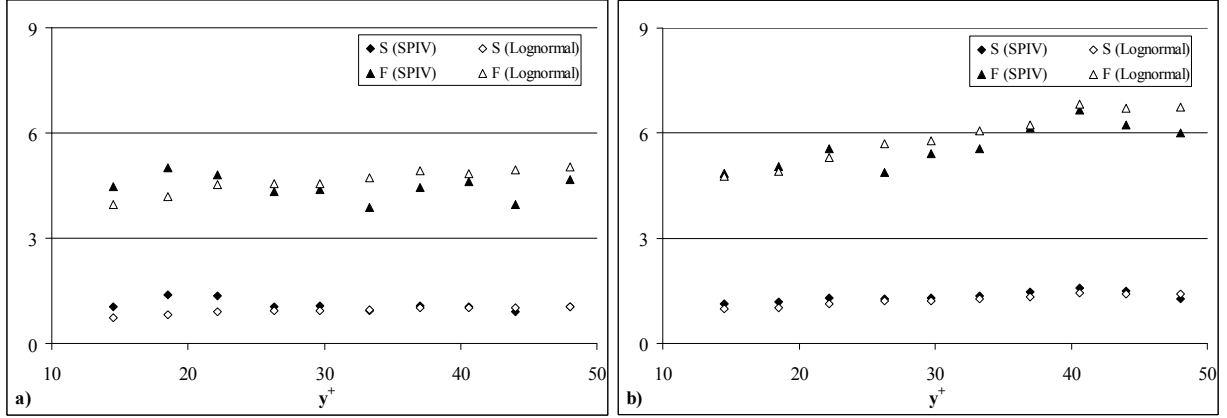 9
6
3
0
10 20 30 40 50
y+
a)
S (SPIV) S (Lognormal)
F (SPIV) F (Lognormal)
9
6
3
0
10 20 30 40 50
y+
b)
S (SPIV) S (Lognormal)
F (SPIV) F (Lognormal)